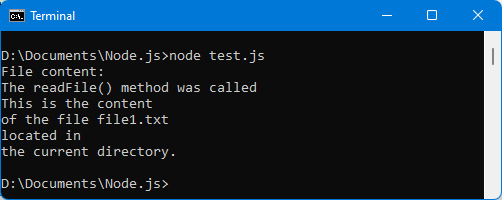 Terminal
D:\Documents\Node.js>node test.js
File content:
The readFile() method was called
This is the content
of the file file1.txt
located in
the current directory.
D:\Documents\Node.js>